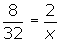 8/32 = 2/x